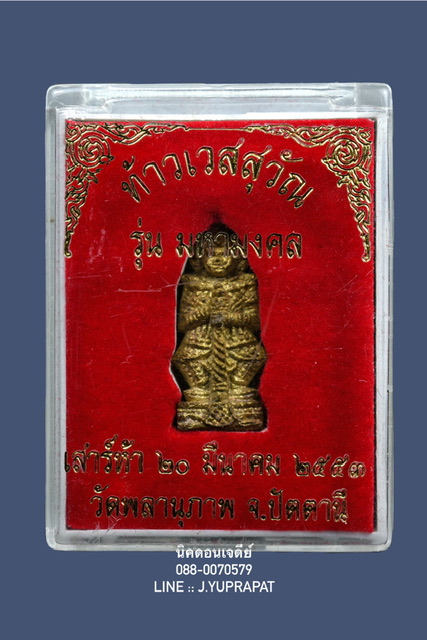 ท้าวเวสสุวัณ
รุ่น มหามงคล
เสาร์ห้า ๒๐ มีนาคม ๒๕๕๓
วัดพลานุภาพ จ.ปัตตานี
นิคดอนเจดีย์
088-0070579
LINE :: J.YUPRAPAT